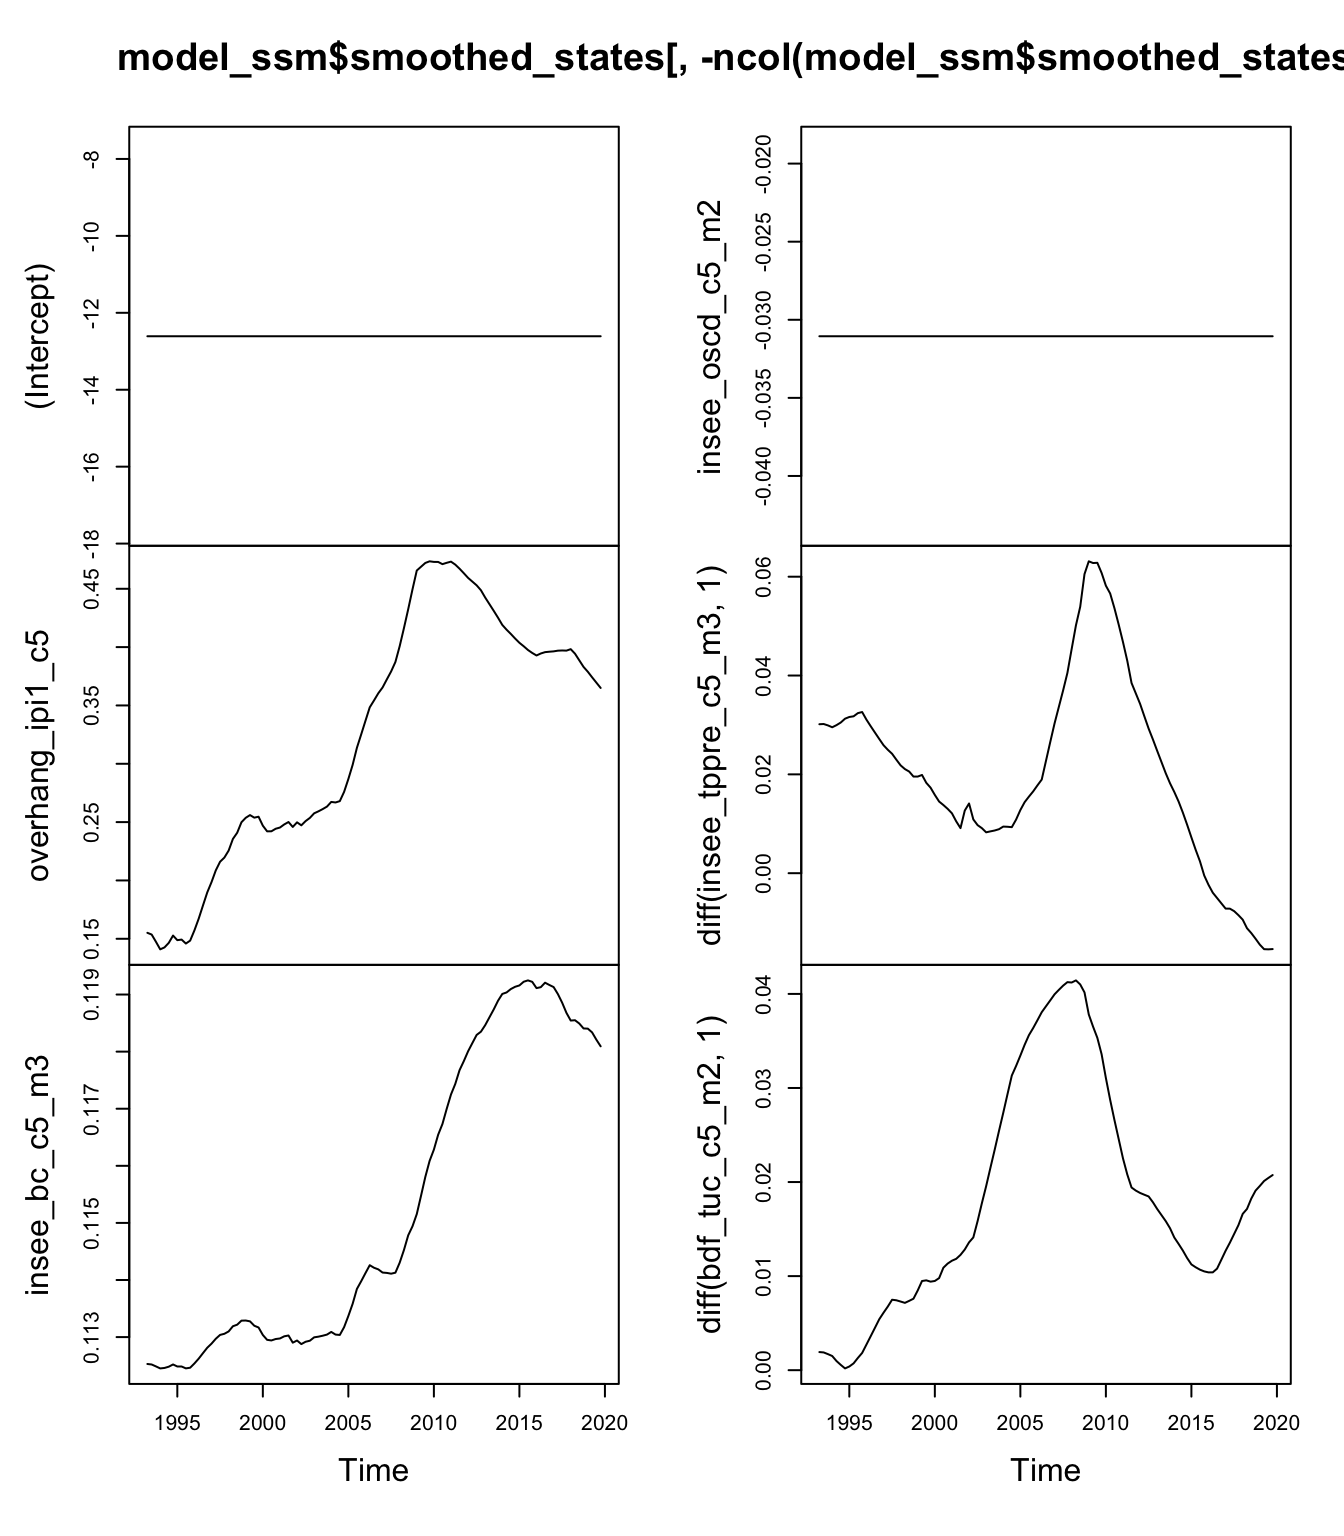 model_ssm$smoothed_states[, -ncol(model_ssm$smoothed_states
(Intercept)
-8
-10
-12
-14
-16
-18
overhang_ipi1_c5
0.45
0.35
0.25
0.15
insee_bc_c5_m3
0.119
0.117
0.115
0.113
1995 2000 2005 2010 2015 2020
Time
insee_oscd_c5_m2
-0.020
-0.025
-0.030
-0.035
-0.040
diff(insee_tppre_c5_m3, 1)
0.06
0.04
0.02
0.00
diff(bdf_tuc_c5_m2, 1)
0.04
0.03
0.02
0.01
0.00
1995 2000 2005 2010 2015 2020
Time